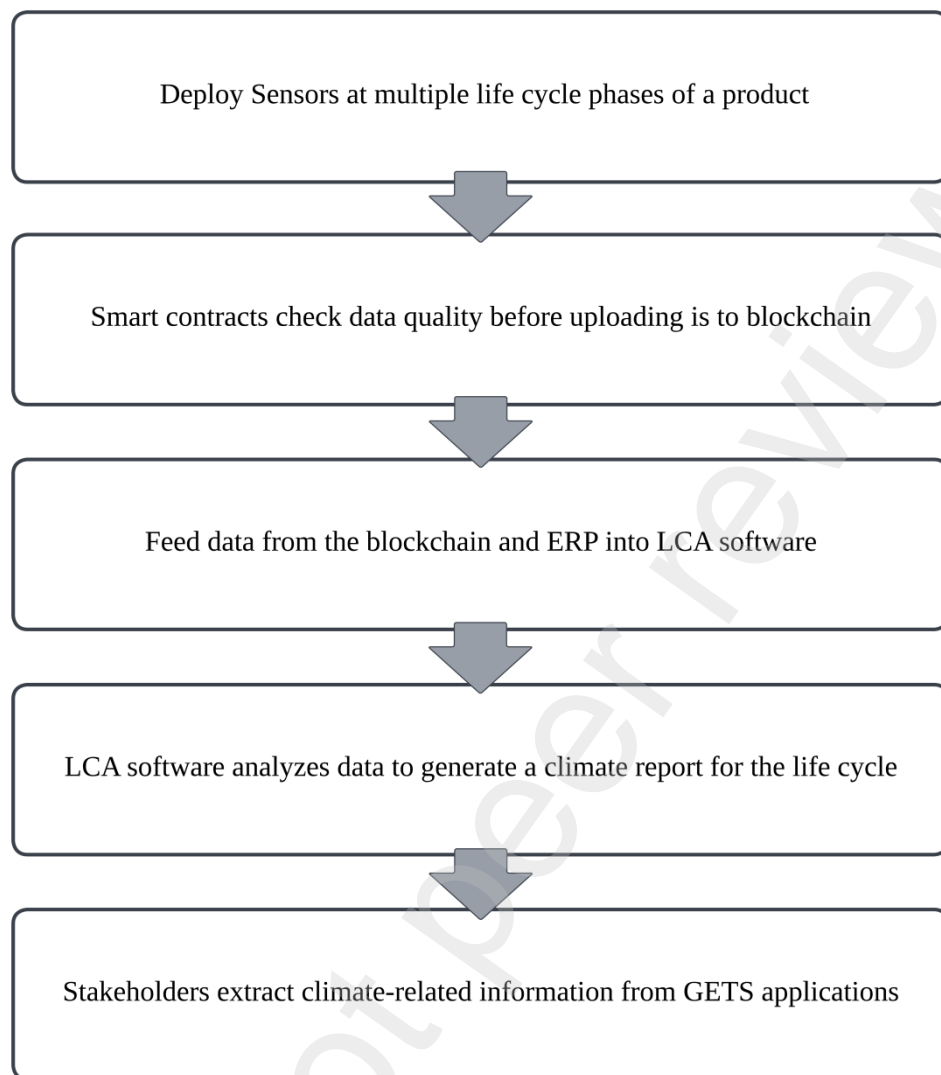 Deploy Sensors at multiple life cycle phases of a product
Smart contracts check data quality before uploading is to blockchain
Feed data from the blockchain and ERP into LCA software
LCA software analyzes data to generate a climate report for the life cycle
Stakeholders extract climate-related information from GETS applications
peer review